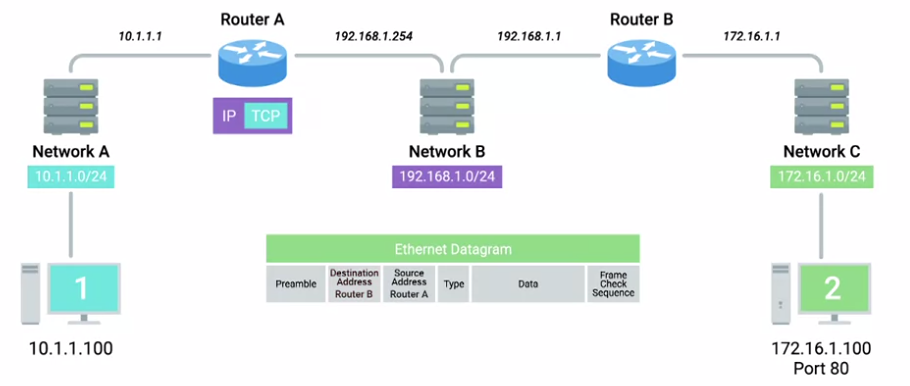 Router A
Router B
10.1.1.1
192.168.1.254
192.168.1.1
172.16.1.1
IP TCP
Network A
Network B
Network C
10.1.1.0/24
192.168.1.0/24
172.16.1.0/24
Ethernet Datagram
Preamble
Destination
Address
Router B
Source
Address
Router A
Type
Data
Frame
Check
Sequence
1
2
10.1.1.100
172.16.1.100
Port 80